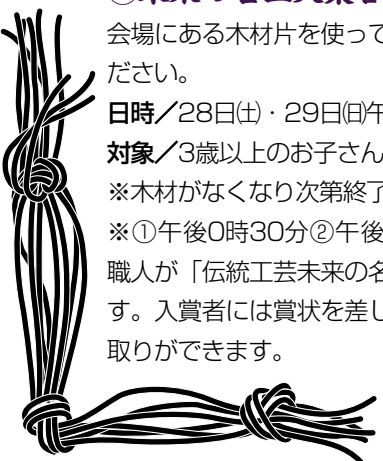 会場にある木材片を使って
ださい。
日時／28日㈯・29日㈰午
対象／3歳以上のお子さん
※木材がなくなり次第終了
※①午後0時30分②午後
職人が「伝統工芸未来の名
す。入賞者には賞状を差し
取りができます。